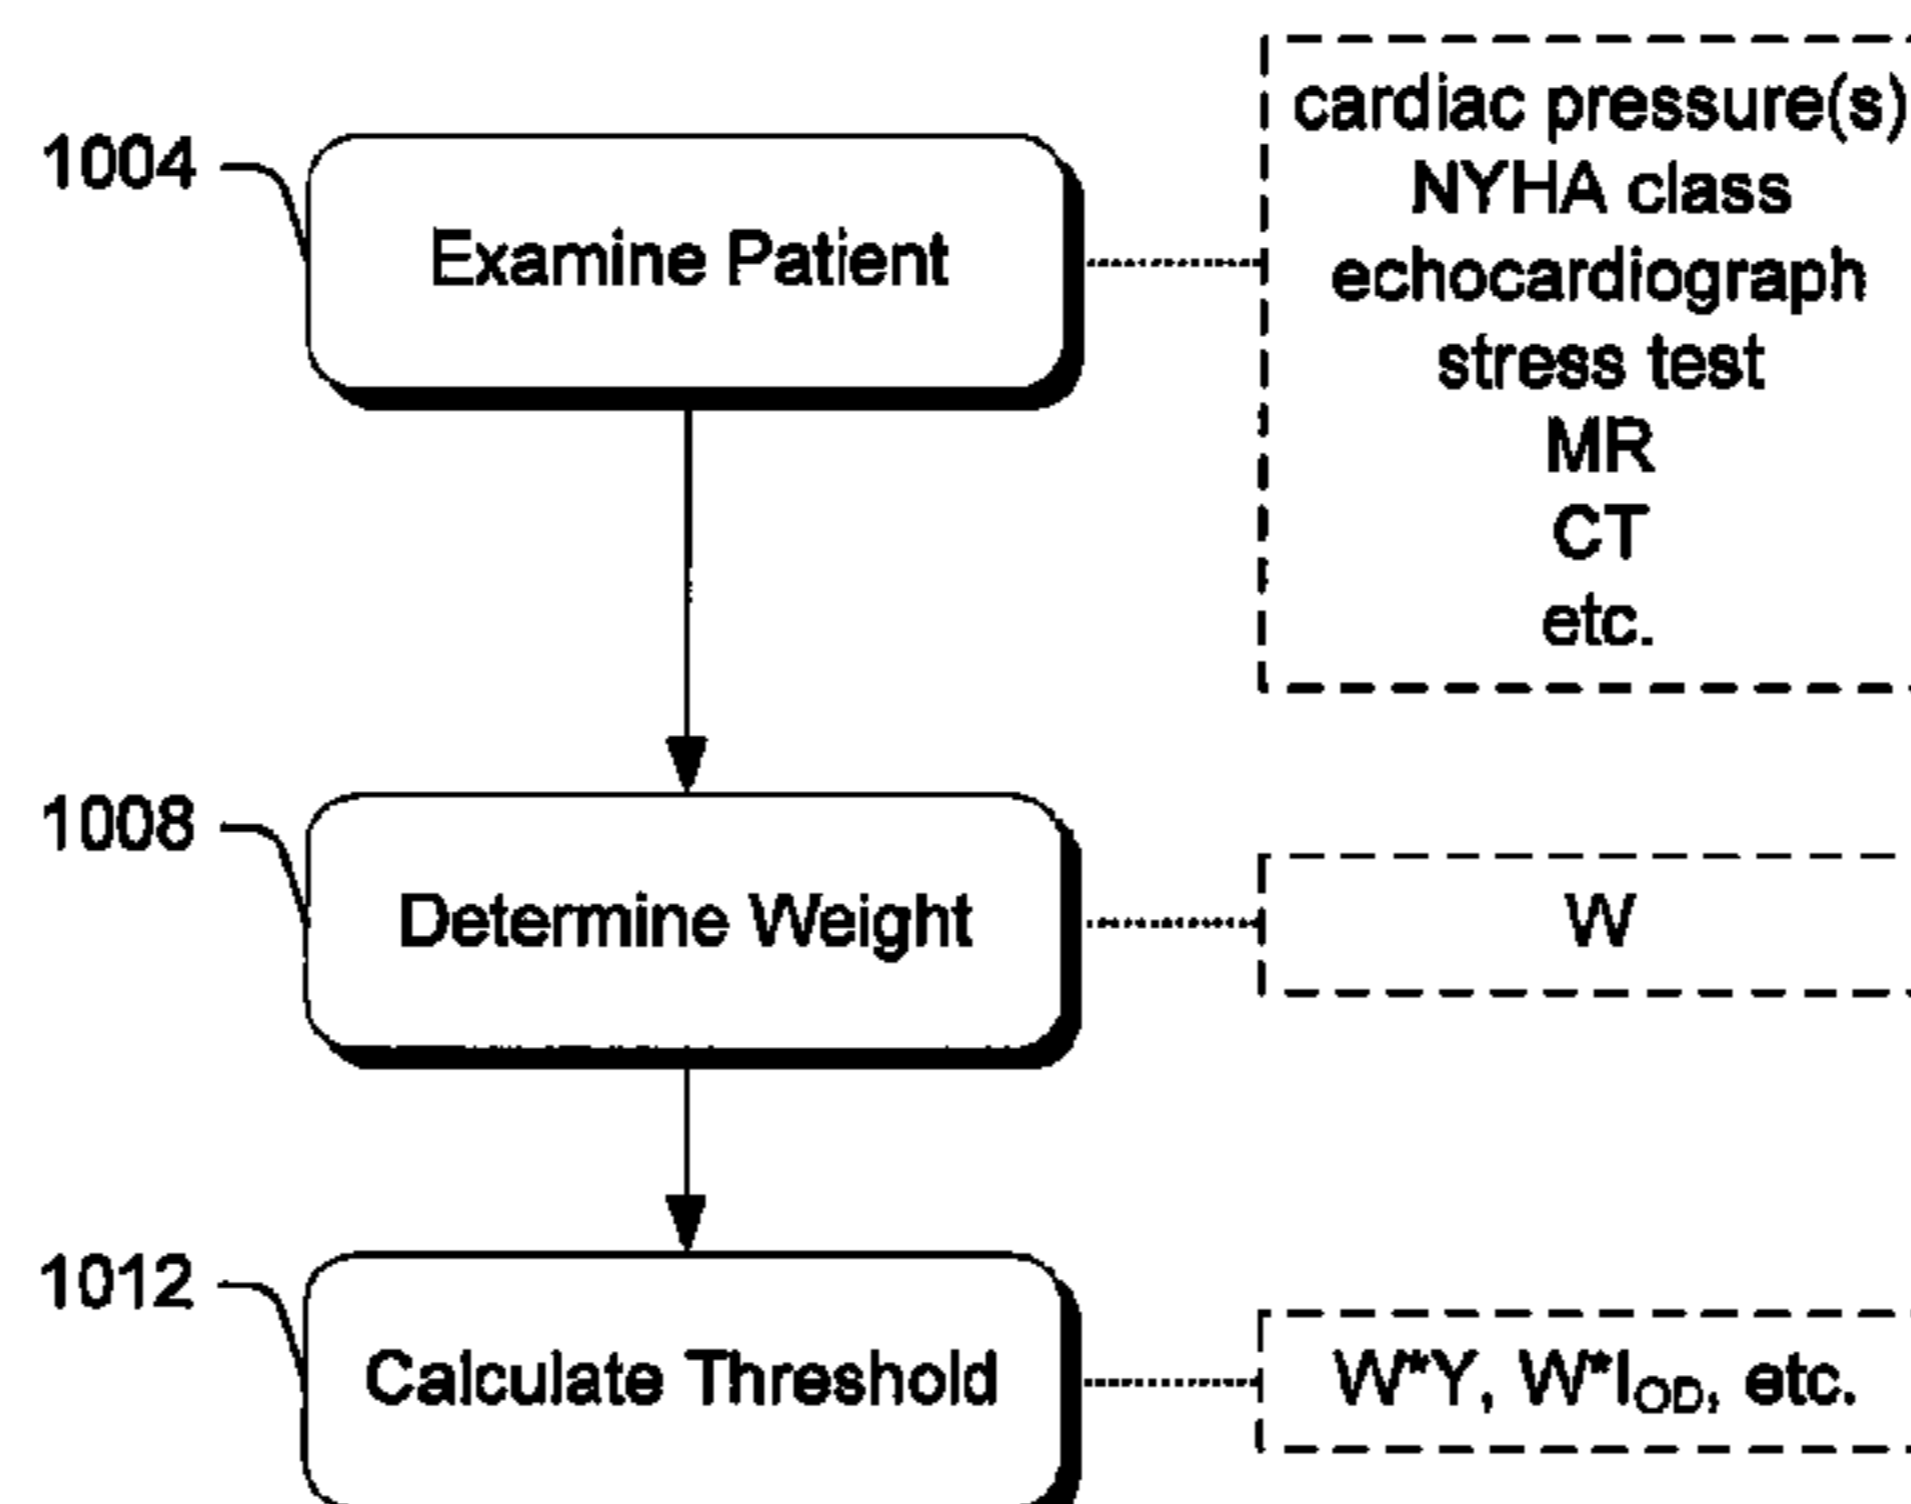 1004
Examine Patient
cardiac pressure(s)
NYHA class
echocardiograph
stress test
MR
CT
etc.
1008
Determine Weight
W
1012
Calculate Threshold
W*Y, W*IOD, etc.